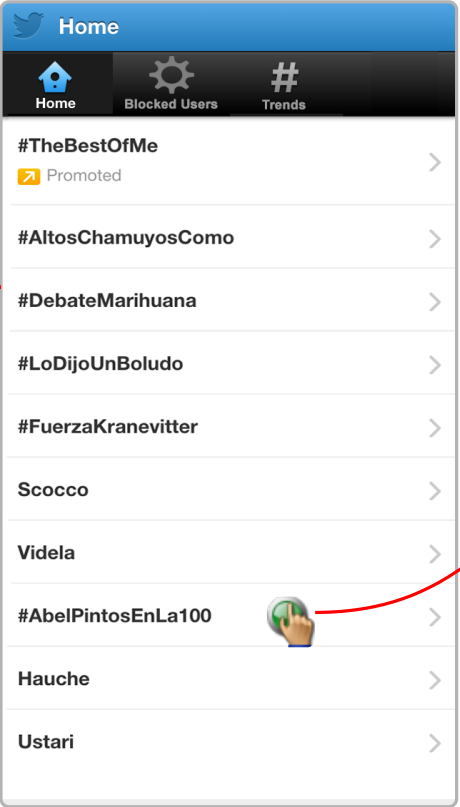 Home
Home
Blocked Users
#
Trends
#TheBestOfMe
Promoted
#AltosChamuyosComo
#DebateMarihuana
#LoDijoUnBoludo
#FuerzaKranevitter
Scocco
Videla
#AbelPintosEnLa100
Hauche
Ustari